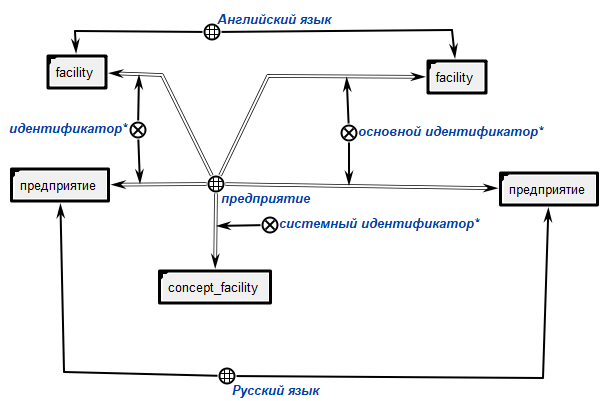 Английский язык
facility
facility
идентификатор*
основной идентификатор*
предприятие
предприятие
предприятие
системный идентификатор*
concept_facility
Русский язык